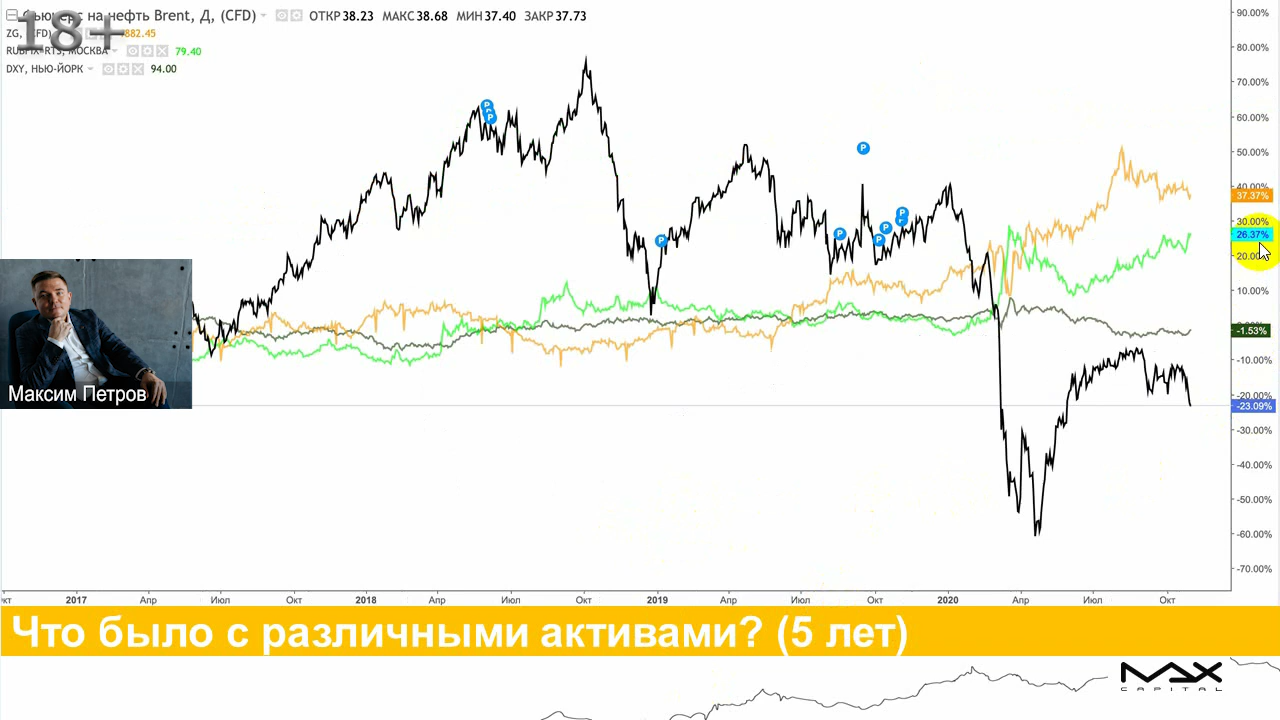 на нефть Brent, Д, (CFD) ОТКР 38.23 МАКС 38.68 МИН 37.40 ЗАКР 37.73
18+
ZG, 882.45
МОСКВА 79.40
DXY, НЬЮ-ЙОРК 94.00
90.00%
80.00%
70.00%
60.00%
50.00%
40.00%
37.37%
30.00%
26.37%
20.00%
10.00%
-1.53%
-10.00%
-20.00%
-23.09%
-30.00%
-40.00%
-50.00%
-60.00%
-70.00%
P P P P P P P P P
Максим Петров
2017 Апр Июл Окт 2018 Апр Июл Окт 2019 Апр Июл Окт 2020 Апр Июл Окт
Что было с различными активами? (5 лет)
MAX
CAPITAL